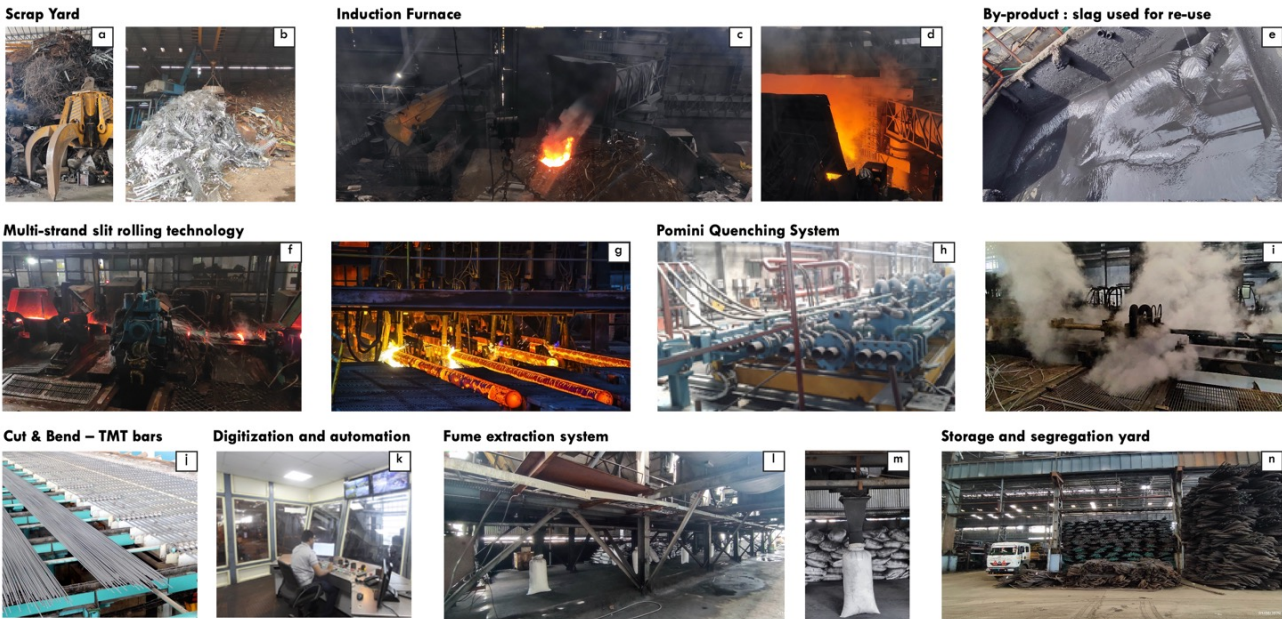 Scrap Yard
Induction Furnace
By-product : slag used for re-use
a
b
c
d
e
Multi-strand slit rolling technology
Pomini Quenching System
f
g
h
i
Cut & Bend – TMT bars
Digitization and automation
Fume extraction system
Storage and segregation yard
j
k
l
m
n